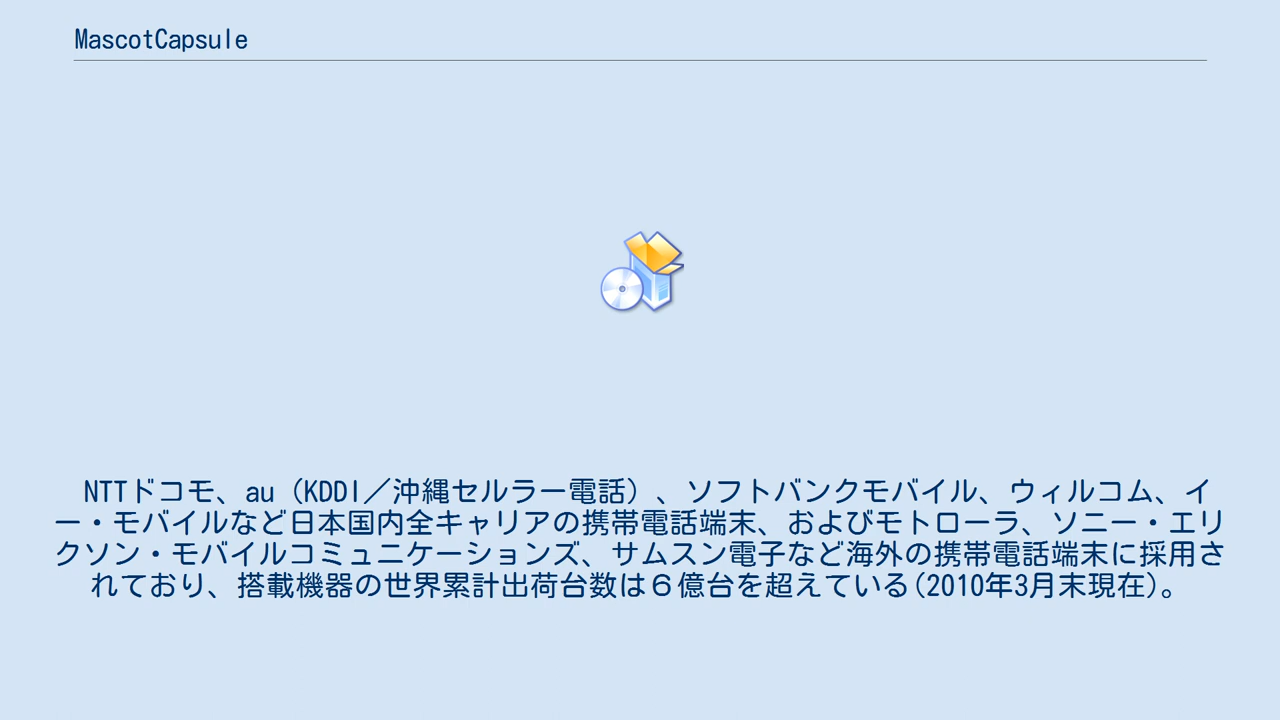 MascotCapsule
NTTドコモ、au（KDDI／沖縄セルラー電話）、ソフトバンクモバイル、ウィルコム、イ
ー・モバイルなど日本国内全キャリアの携帯電話端末、およびモトローラ、ソニー・エリ
クソン・モバイルコミュニケーションズ、サムスン電子など海外の携帯電話端末に採用さ
れており、搭載機器の世界累計出荷台数は６億台を超えている(2010年3月末現在)。